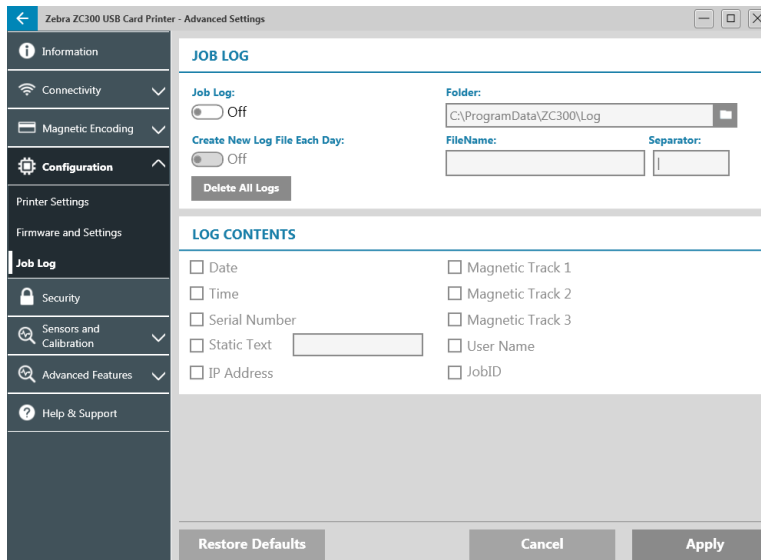 Zebra ZC300 USB Card Printer - Advanced Settings
Information
Connectivity
Magnetic Encoding
Configuration
Printer Settings
Firmware and Settings
Job Log
Security
Sensors and
Calibration
Advanced Features
Help & Support
JOB LOG
Job Log:
Off
Folder:
C:\ProgramData\ZC300\Log
Create New Log File Each Day:
Off
FileName:
Separator:
|
Delete All Logs
LOG CONTENTS
Date
Time
Serial Number
Static Text
IP Address
Magnetic Track 1
Magnetic Track 2
Magnetic Track 3
User Name
JobID
Restore Defaults
Cancel
Apply